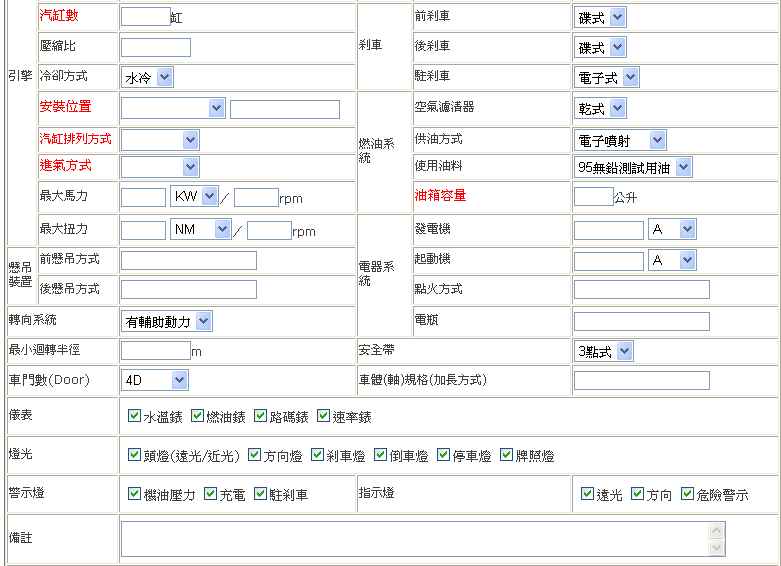 汽缸數 缸 前剎車 碟式
壓縮比 剎車 後剎車 碟式
引擎 冷卻方式 水冷 駐剎車 電子式
安裝位置 空氣濾清器 乾式
汽缸排列方式 燃油系統 供油方式 電子噴射
進氣方式 使用油料 95無鉛測試用油
最大馬力 KW / rpm 油箱容量 公升
最大扭力 NM / rpm 發電機 A
懸吊裝置 前懸吊方式 電器系統 起動機 A
後懸吊方式 點火方式
轉向系統 有輔助動力 電瓶
最小迴轉半徑 m 安全帶 3點式
車門數(Door) 4D 車體(軸)規格(加長方式)
儀表 水溫錶 燃油錶 路碼錶 速率錶
燈光 頭燈(遠光/近光) 方向燈 剎車燈 倒車燈 停車燈 牌照燈
警示燈 機油壓力 充電 駐剎車 指示燈 遠光 方向 危險警示
備註